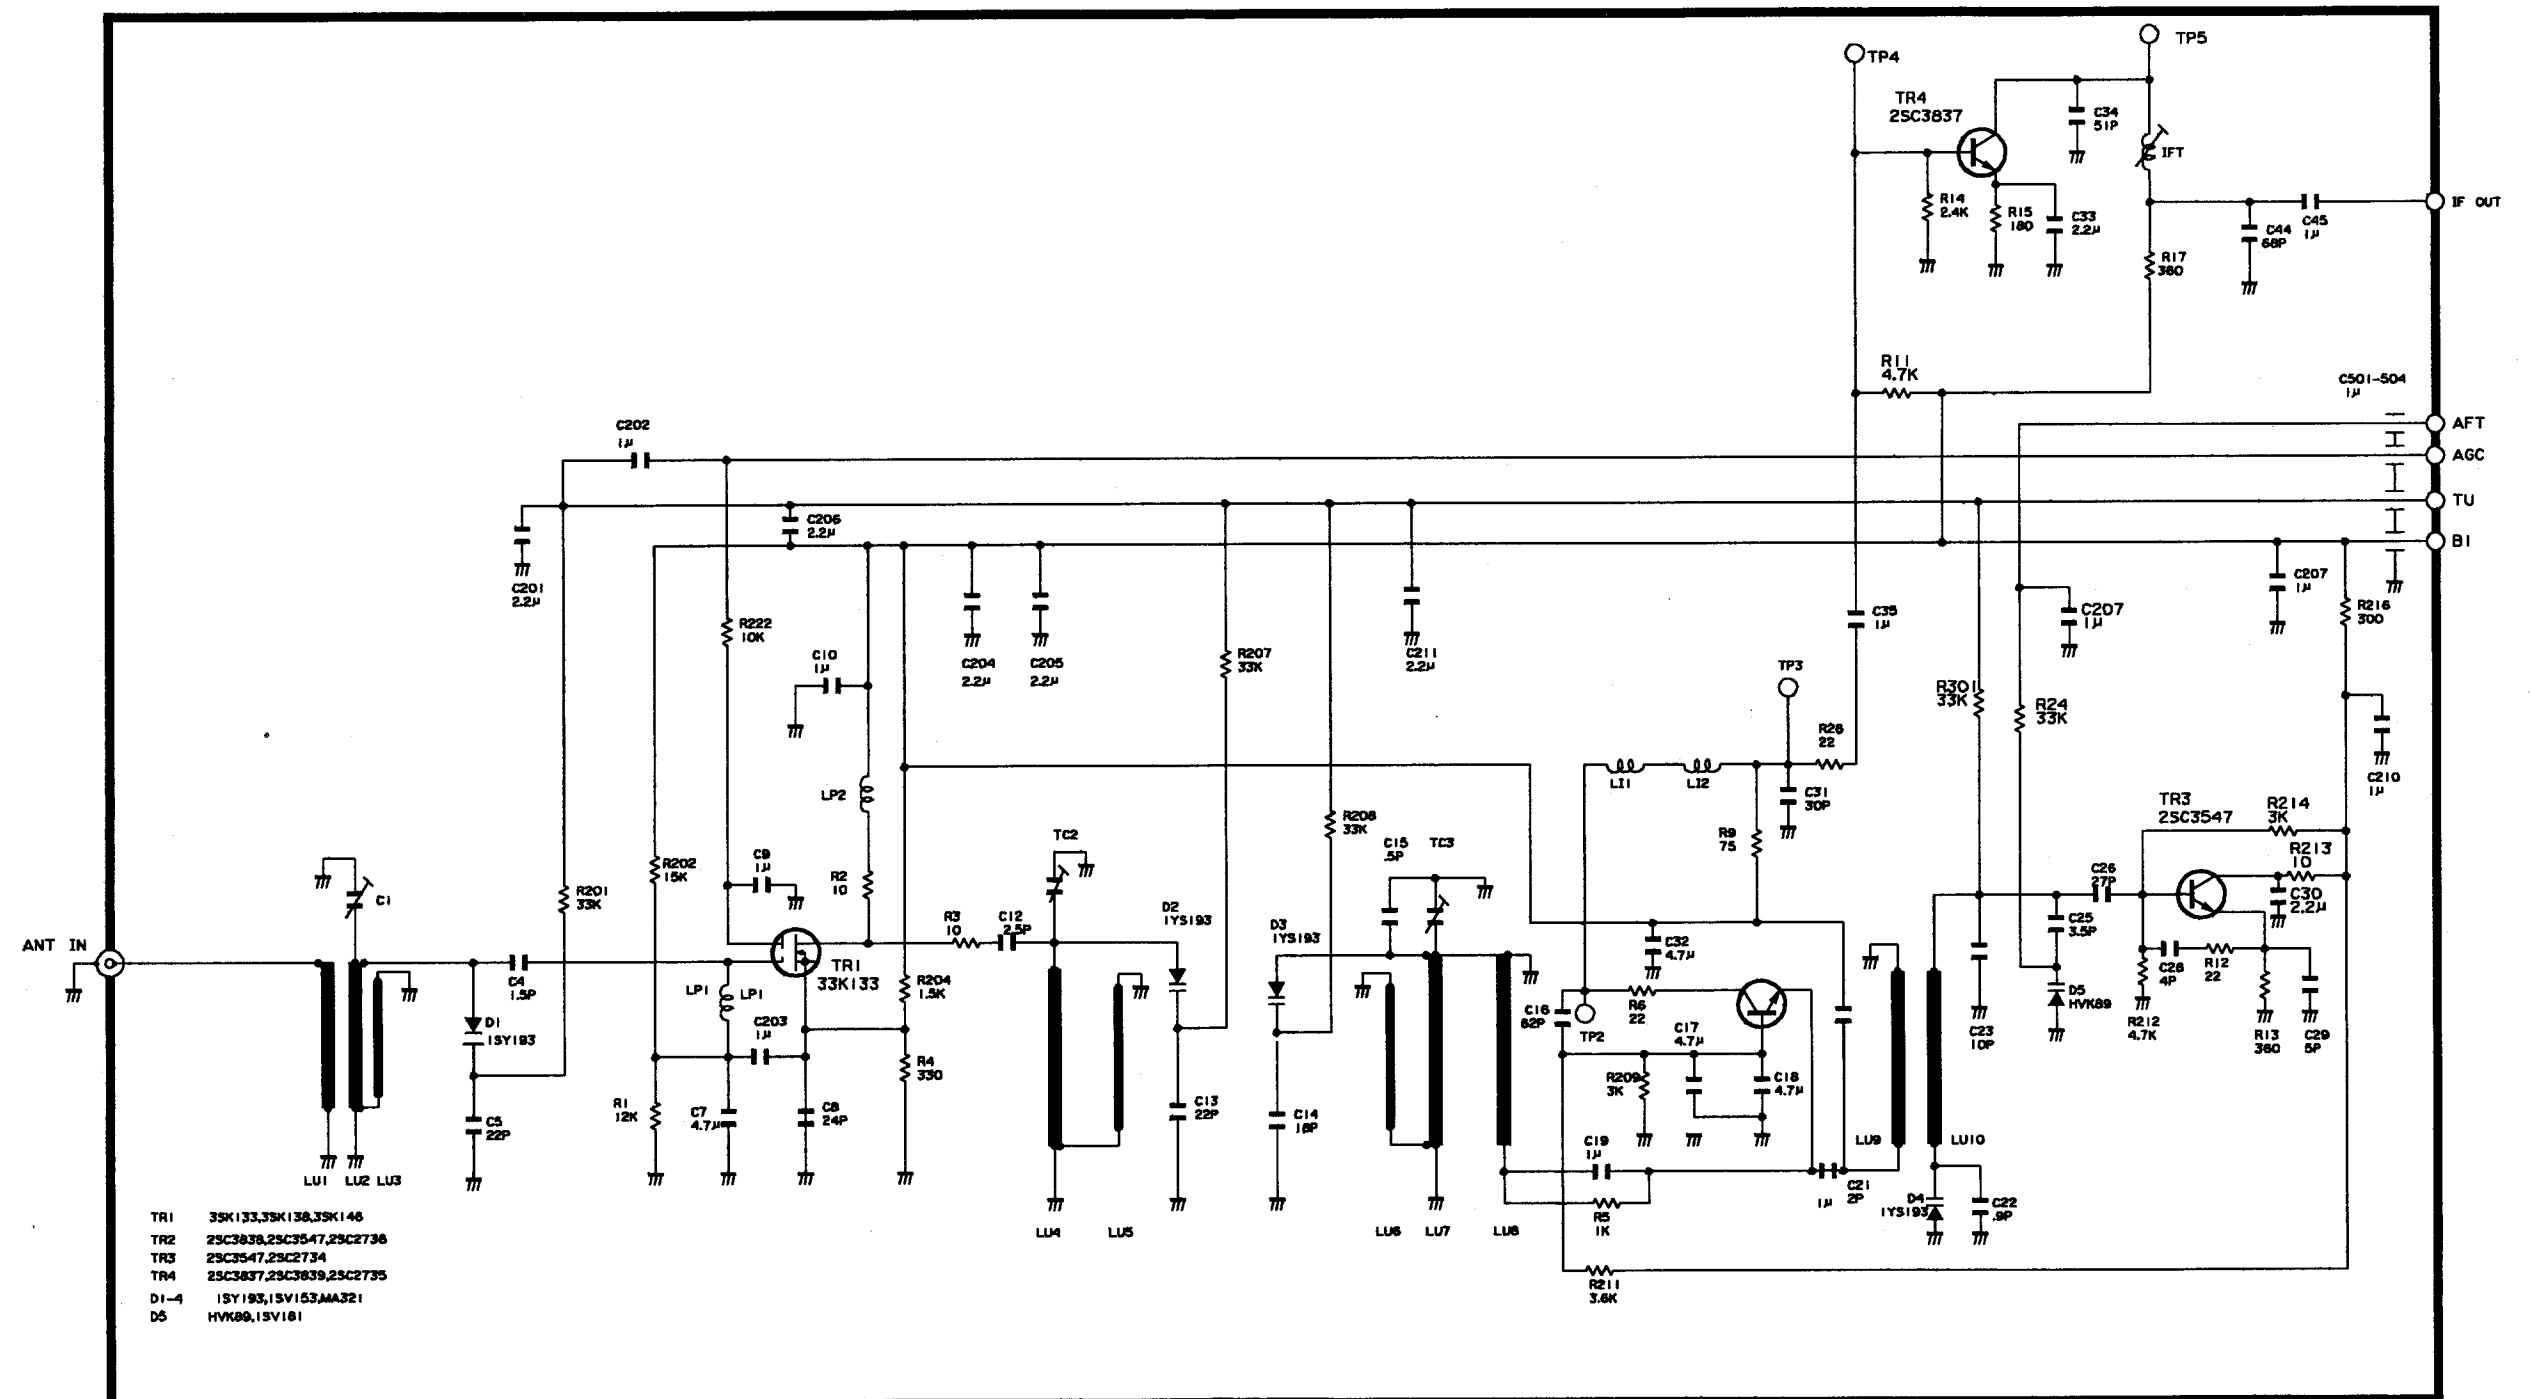 TP4
TP5
TR4
2SC3837
C34
51P
IFT
R14
2.4K
R15
180
C33
2.2μ
C44
68P
C45
1μ
IF OUT
R17
360
R11
4.7K
C501-504
1μ
AFT
AGC
TU
B1
C202
1μ
C206
2.2μ
C201
2.2μ
R222
10K
C10
1μ
C204
2.2μ
C205
2.2μ
R207
33K
C211
2.2μ
C35
1μ
C207
1μ
C207
1μ
R216
300
TP3
R301
33K
R24
33K
R26
22
C210
1μ
LP2
LI1
LI2
C31
30P
R208
33K
TR3
2SC3547
R214
3K
R213
10
TC2
C9
1μ
R202
15K
R2
10
R9
75
C15
.5P
TC3
C26
27P
C30
2.2μ
C1
R201
33K
R3
10
C12
2.5P
D2
1YS193
D3
1YS193
C32
4.7μ
C25
3.5P
ANT IN
C4
1.5P
TR1
33K133
LP1
LP1
R204
1.5K
C28
4P
R12
22
D5
HVK89
C203
1μ
D1
1SY193
C16
62P
TP2
R6
22
C17
4.7μ
C23
10P
R212
4.7K
R13
360
C29
5P
R4
330
R209
3K
C18
4.7μ
R1
12K
C7
4.7μ
C8
24P
C5
22P
C13
22P
C14
18P
C19
1μ
LU9
LU10
LU1
LU2
LU3
R5
1K
1μ
C21
2P
D4
1YS193
C22
.9P
LU4
LU5
LU6
LU7
LU8
R211
3.6K
TR1 3SK133,3SK138,3SK146
TR2 2SC3838,2SC3547,2SC2736
TR3 2SC3547,2SC2734
TR4 2SC3837,2SC3839,2SC2735
D1-4 1SY193,1SV153,MA321
D5 HVK89,1SV181